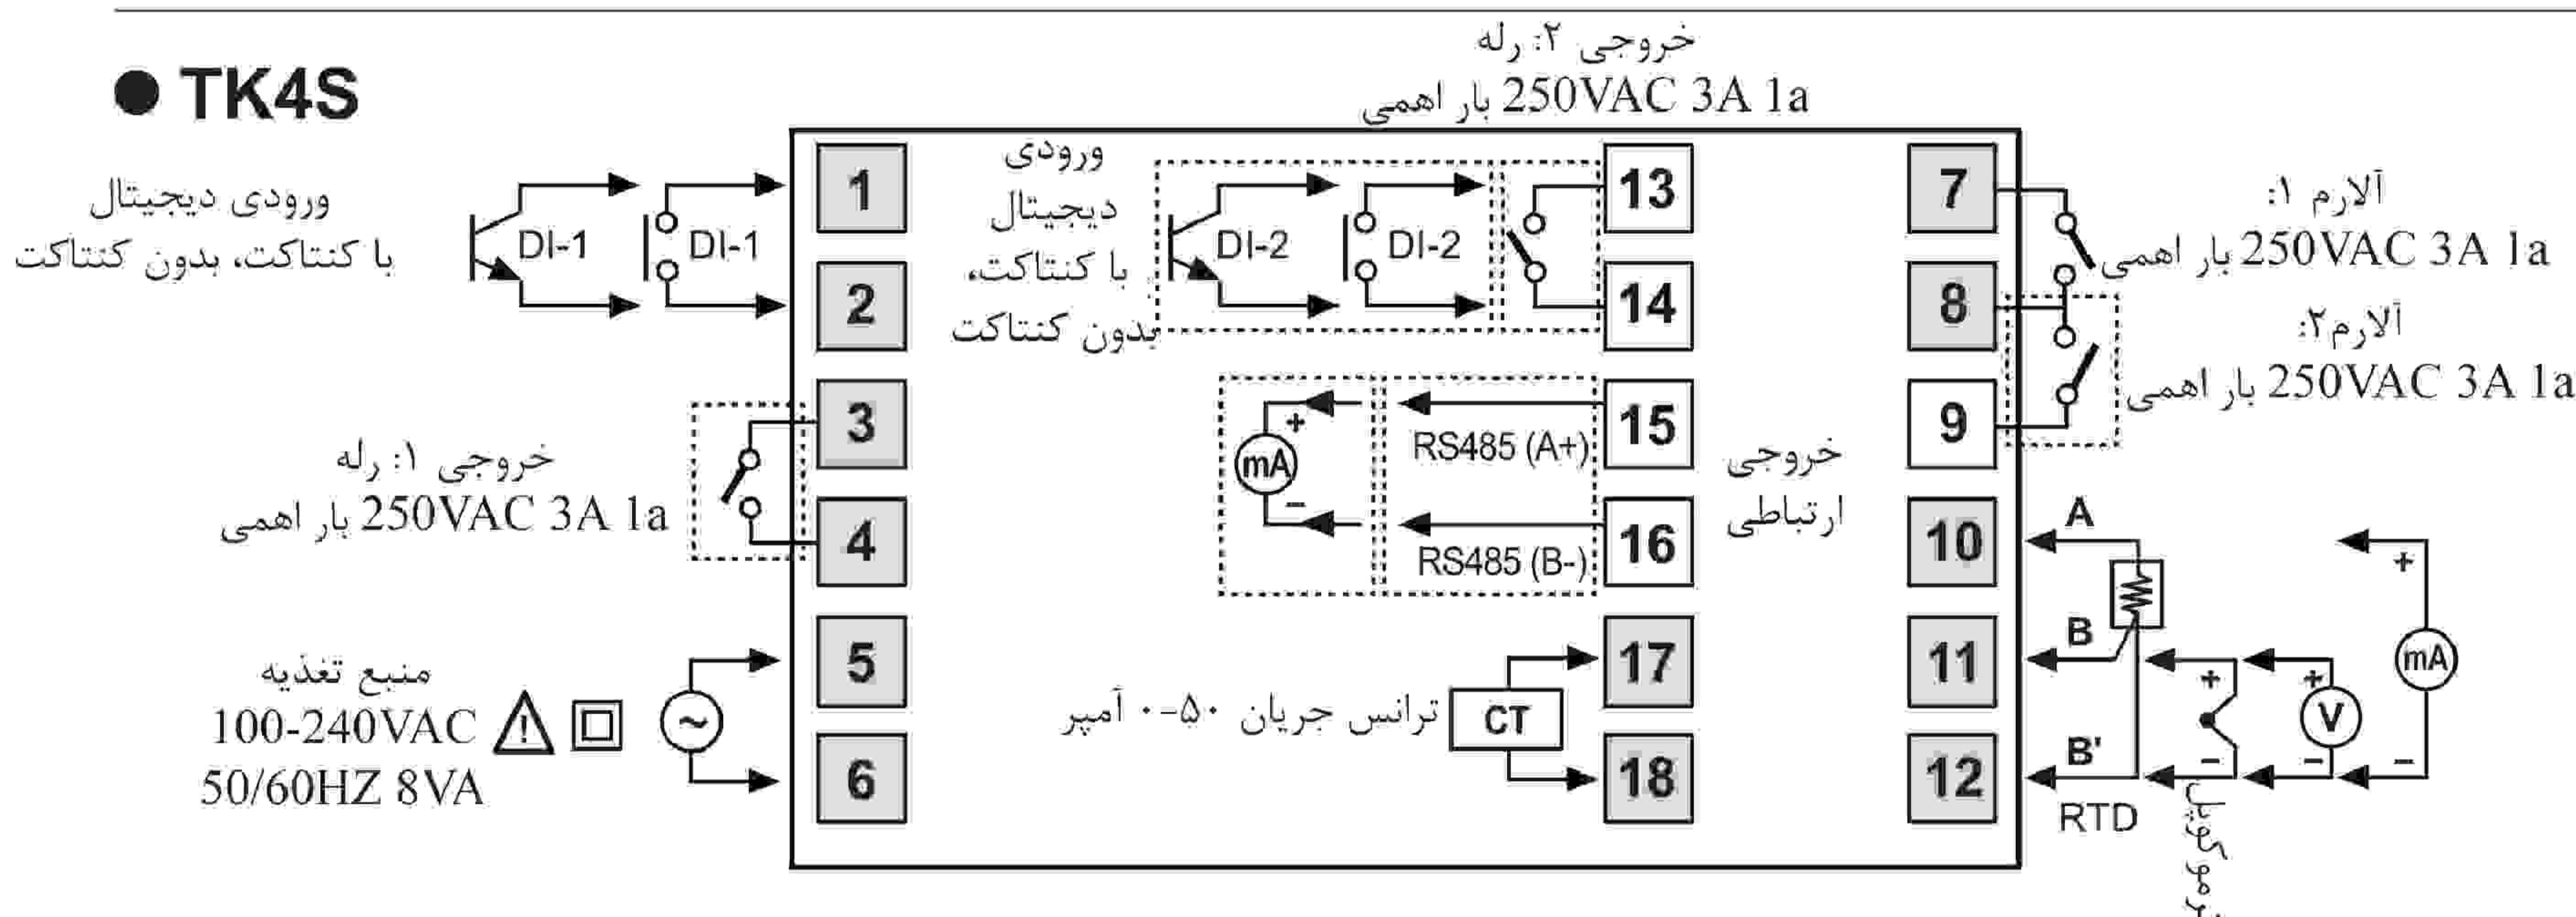 ● TK4S
خروجی ۲: رله
250VAC 3A 1a بار اهمی
ورودی دیجیتال
با کنتاکت، بدون کنتاکت
DI-1
DI-1
1
2
3
4
5
6
خروجی ۱: رله
250VAC 3A 1a بار اهمی
منبع تغذیه
100-240VAC
50/60HZ 8VA
ورودی
دیجیتال
با کنتاکت،
بدون کنتاکت
DI-2
DI-2
13
14
15
16
17
18
mA
+
-
RS485 (A+)
RS485 (B-)
خروجی
ارتباطی
ترانس جریان ۵۰-۰ آمپر
CT
7
8
9
10
11
12
آلارم ۱:
250VAC 3A 1a بار اهمی
آلارم۲:
250VAC 3A 1a بار اهمی
A
B
B'
RTD
+
-
ترموکوپل
+
V
-
+
mA
-